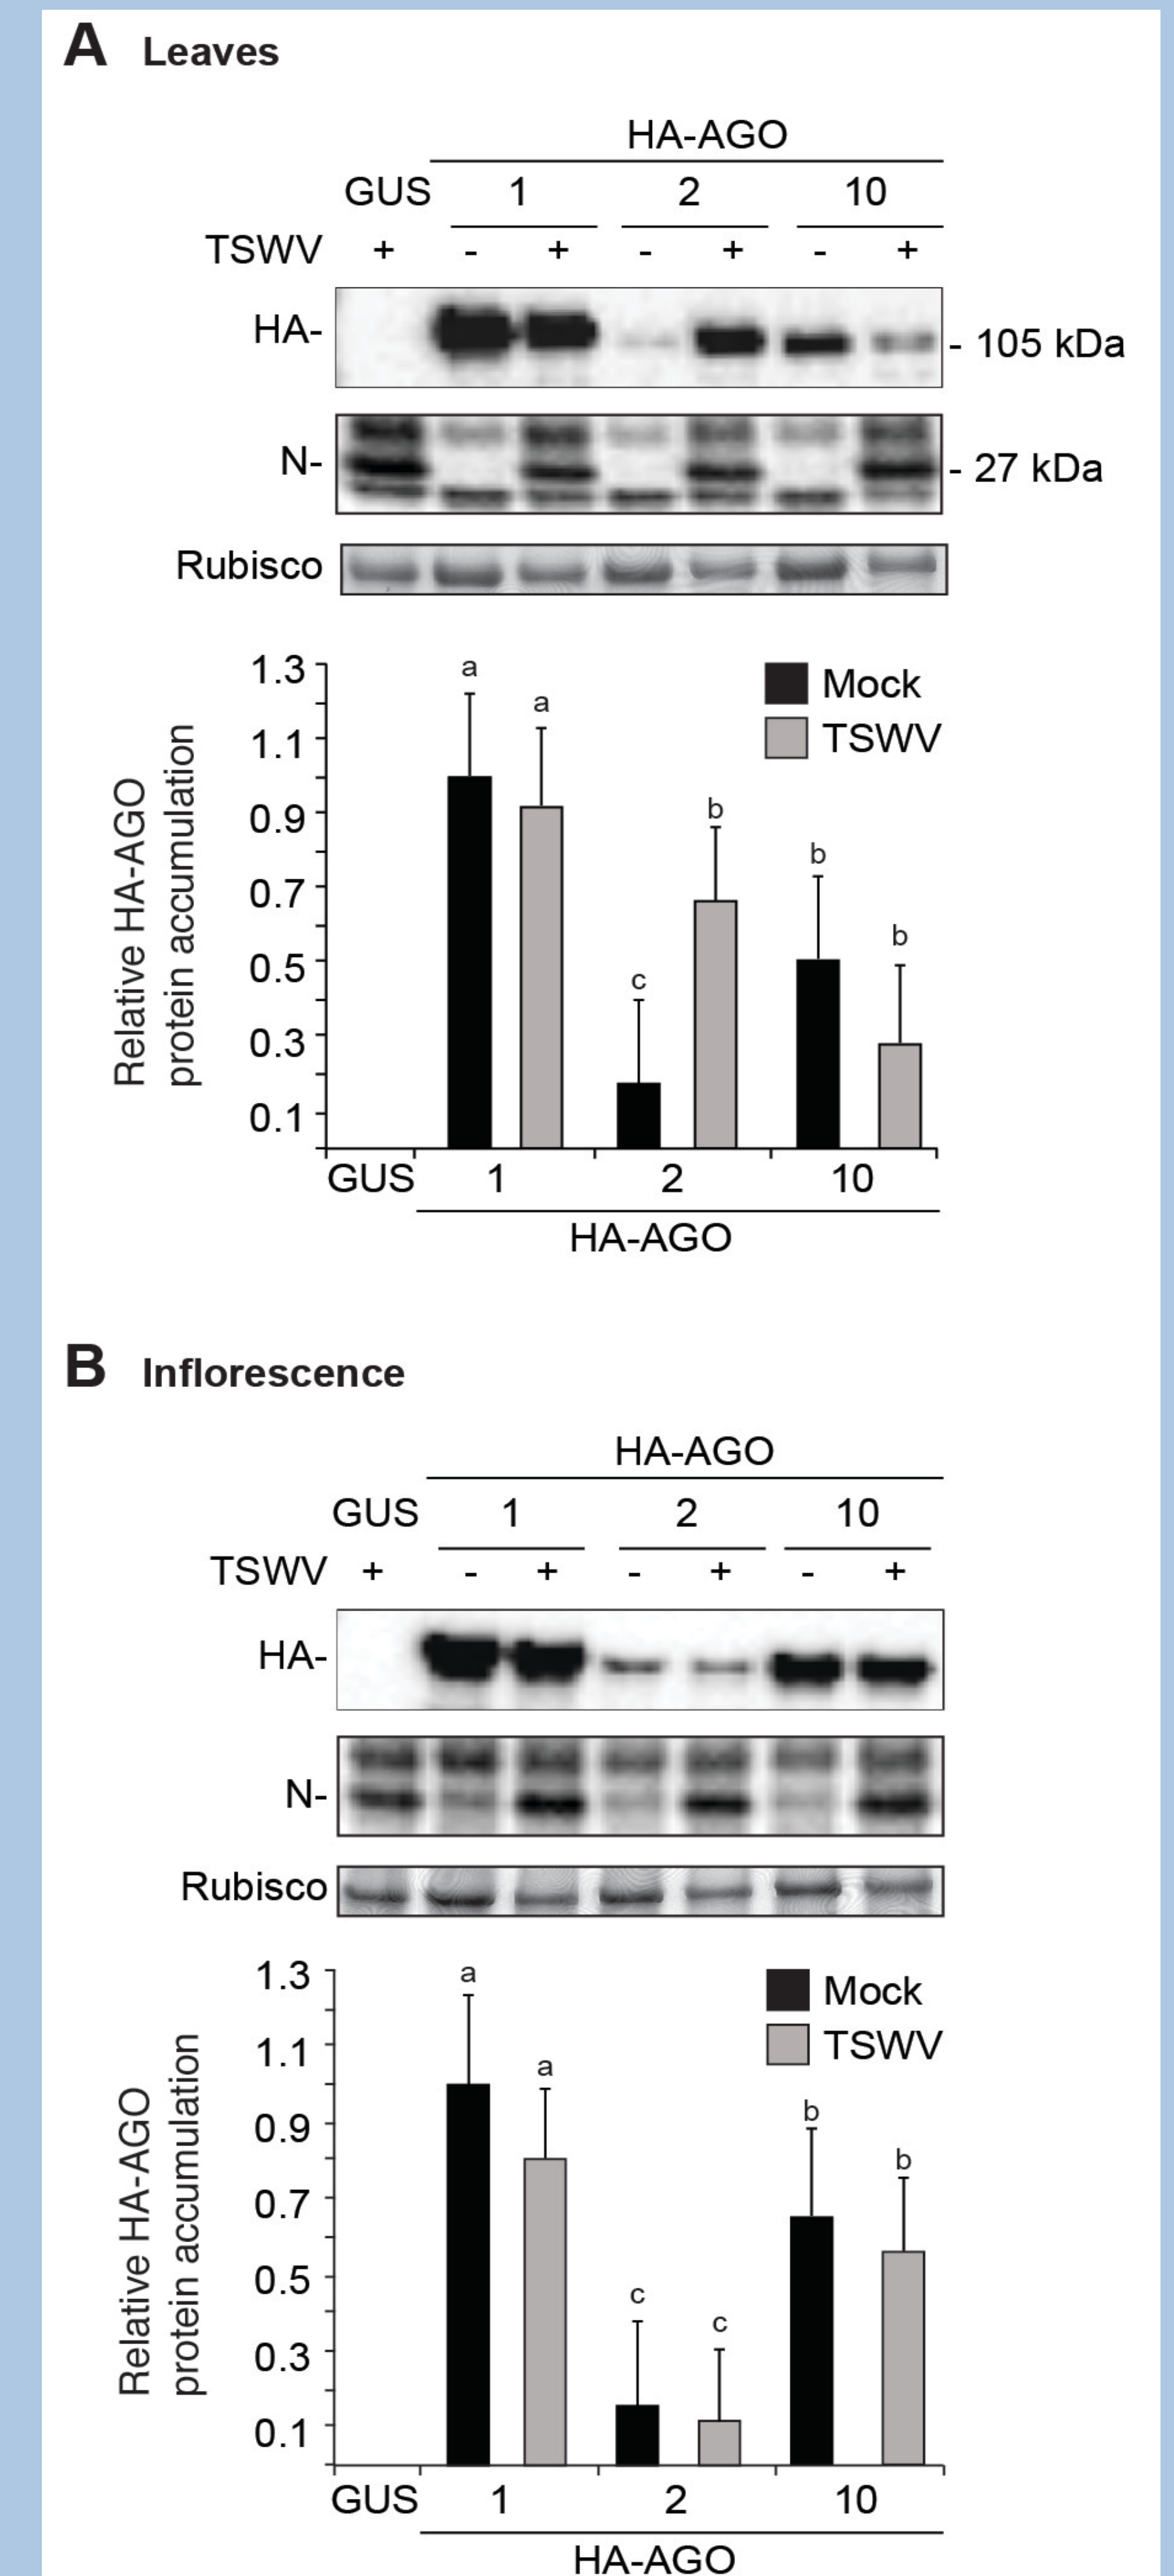 A Leaves
HA-AGO
GUS 1 2 10
TSWV + - + - + - +
HA- - 105 kDa
N- - 27 kDa
Rubisco
Relative HA-AGO
protein accumulation
1.3
1.1
0.9
0.7
0.5
0.3
0.1
a a c b b b
Mock
TSWV
GUS 1 2 10
HA-AGO
B Inflorescence
HA-AGO
GUS 1 2 10
TSWV + - + - + - +
HA-
N-
Rubisco
Relative HA-AGO
protein accumulation
1.3
1.1
0.9
0.7
0.5
0.3
0.1
a a c c b b
Mock
TSWV
GUS 1 2 10
HA-AGO